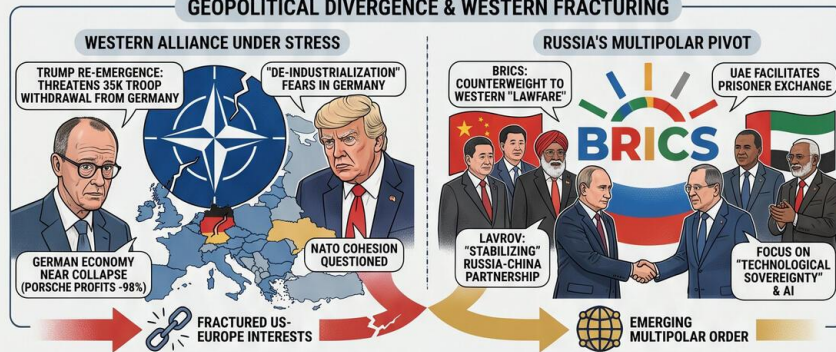 GEOPOLITICAL DIVERGENCE & WESTERN FRACTURING
WESTERN ALLIANCE UNDER STRESS
TRUMP RE-EMERGENCE:
THREATENS 35K TROOP
WITHDRAWAL FROM GERMANY
"DE-INDUSTRIALIZATION"
FEARS IN GERMANY
GERMAN ECONOMY
NEAR COLLAPSE
(PORSCHE PROFITS -98%)
NATO COHESION
QUESTIONED
FRACTURED US-
EUROPE INTERESTS
RUSSIA'S MULTIPOLAR PIVOT
BRICS:
COUNTERWEIGHT TO
WESTERN "LAWFARE"
UAE FACILITATES
PRISONER EXCHANGE
BRICS
LAVROV:
"STABILIZING"
RUSSIA-CHINA
PARTNERSHIP
FOCUS ON
"TECHNOLOGICAL
SOVEREIGNTY"
& AI
EMERGING
MULTIPOLAR ORDER